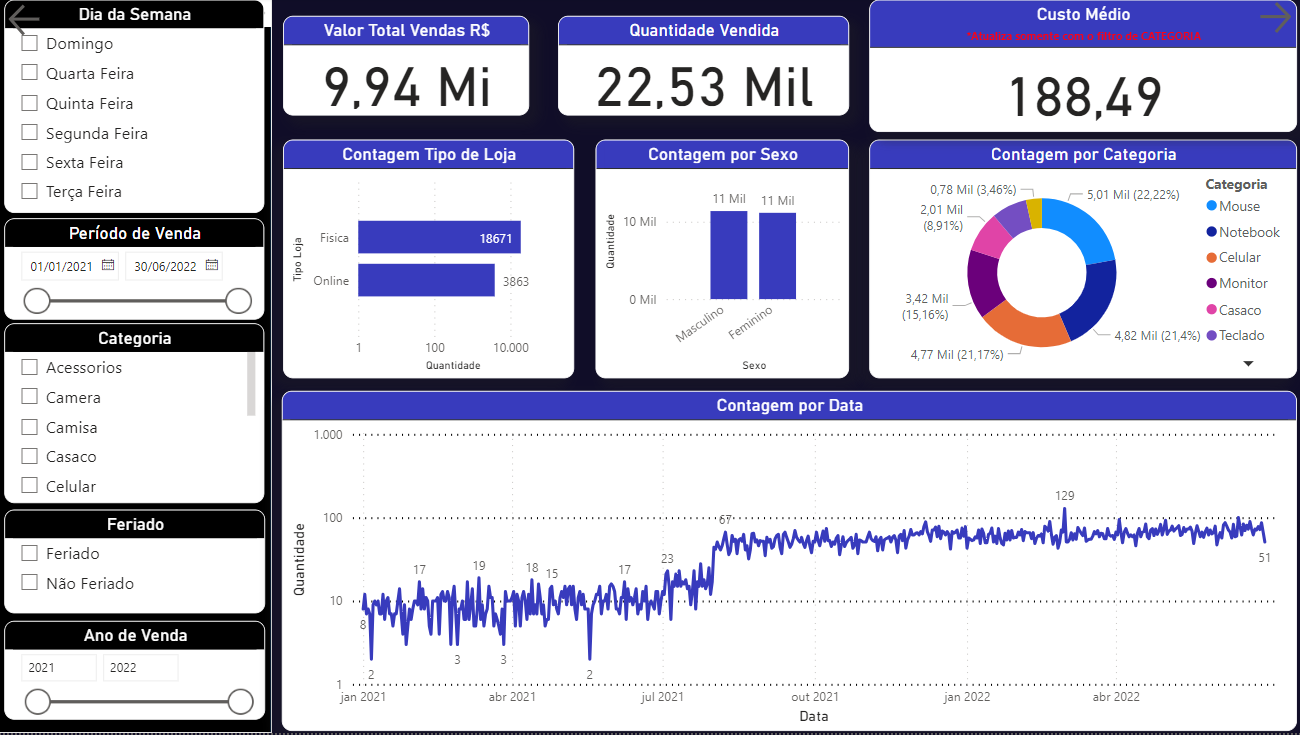 Dia da Semana
Domingo
Quarta Feira
Quinta Feira
Segunda Feira
Sexta Feira
Terça Feira
Período de Venda
01/01/2021
30/06/2022
Categoria
Acessorios
Camera
Camisa
Casaco
Celular
Feriado
Feriado
Não Feriado
Ano de Venda
2021
2022
Valor Total Vendas R$
9,94 Mi
Quantidade Vendida
22,53 Mil
Custo Médio
*Atualiza somente com o filtro de CATEGORIA
188,49
Contagem Tipo de Loja
Tipo Loja
Fisica
18671
Online
3863
1
100
10.000
Quantidade
Contagem por Sexo
Quantidade
11 Mil
11 Mil
10 Mil
0 Mil
Masculino
Feminino
Sexo
Contagem por Categoria
0,78 Mil (3,46%)
5,01 Mil (22,22%)
2,01 Mil
(8,91%)
3,42 Mil
(15,16%)
4,82 Mil (21,4%)
4,77 Mil (21,17%)
Categoria
Mouse
Notebook
Celular
Monitor
Casaco
Teclado
Contagem por Data
Quantidade
1.000
100
10
1
8
2
17
3
19
3
18
15
2
17
23
67
129
51
jan 2021
abr 2021
jul 2021
out 2021
jan 2022
abr 2022
Data